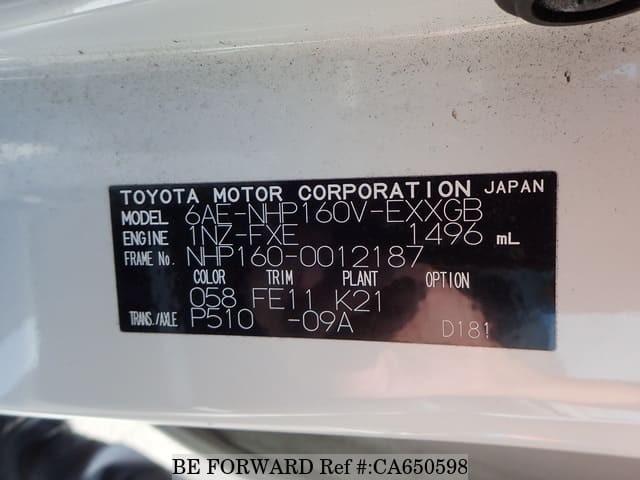 TOYOTA MOTOR CORPORATION JAPAN
MODEL 6AE-NHP160V-EXXGB
ENGINE 1NZ-FXE 1496 mL
FRAME No. NHP160-0012187
COLOR TRIM PLANT OPTION
058 FE11 K21
TRANS./AXLE P510 -09A D181
BE FORWARD Ref #:CA650598